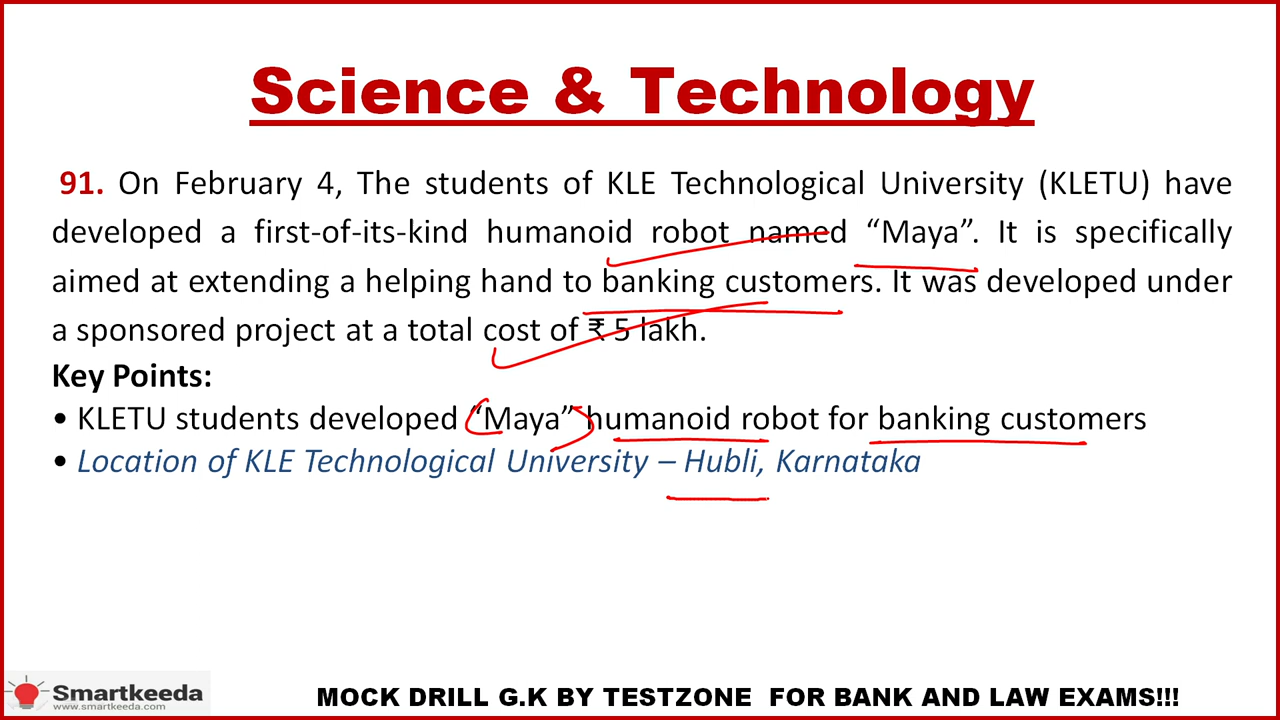 Science & Technology
91. On February 4, The students of KLE Technological University (KLETU) have
developed a first-of-its-kind humanoid robot named “Maya”. It is specifically
aimed at extending a helping hand to banking customers. It was developed under
a sponsored project at a total cost of ₹ 5 lakh.
Key Points:
• KLETU students developed “Maya” humanoid robot for banking customers
• Location of KLE Technological University – Hubli, Karnataka
Smartkeeda
www.smartkeeda.com
MOCK DRILL G.K BY TESTZONE FOR BANK AND LAW EXAMS!!!